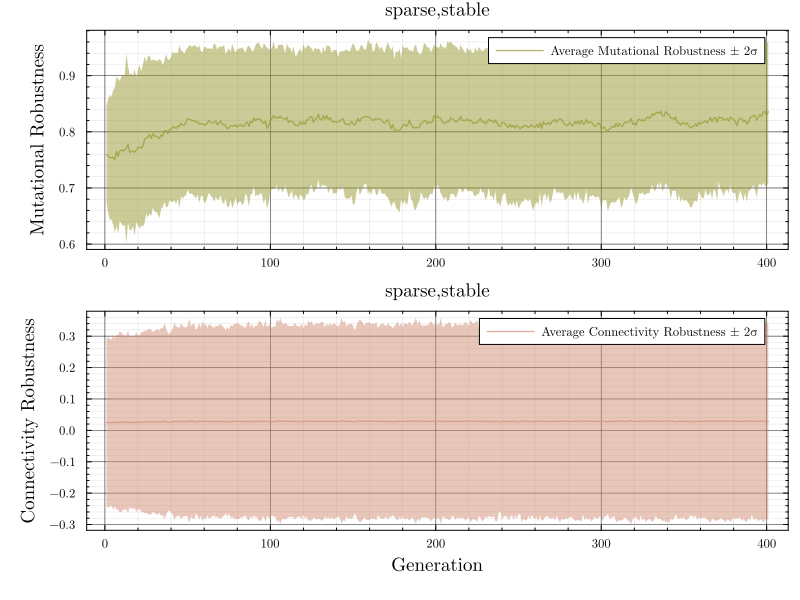 sparse,stable
Average Mutational Robustness ± 2σ
Mutational Robustness
0.9
0.8
0.7
0.6
0 100 200 300 400
sparse,stable
Average Connectivity Robustness ± 2σ
Connectivity Robustness
0.3
0.2
0.1
0.0
−0.1
−0.2
−0.3
0 100 200 300 400
Generation